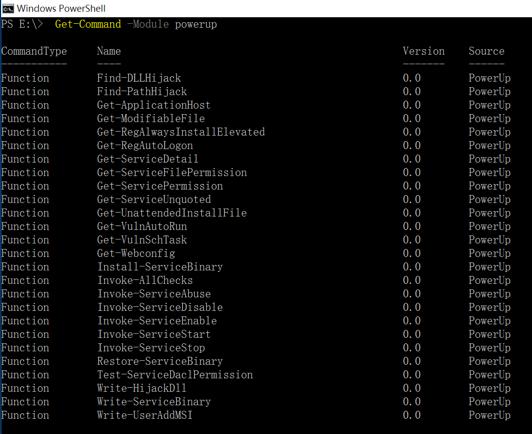 Windows PowerShell
PS E:\> Get-Command -Module powerup
CommandType Name Version Source
----------- ---- ------- ------
Function Find-DLLHijack 0.0 PowerUp
Function Find-PathHijack 0.0 PowerUp
Function Get-ApplicationHost 0.0 PowerUp
Function Get-ModifiableFile 0.0 PowerUp
Function Get-RegAlwaysInstallElevated 0.0 PowerUp
Function Get-RegAutoLogon 0.0 PowerUp
Function Get-ServiceDetail 0.0 PowerUp
Function Get-ServiceFilePermission 0.0 PowerUp
Function Get-ServicePermission 0.0 PowerUp
Function Get-ServiceUnquoted 0.0 PowerUp
Function Get-UnattendedInstallFile 0.0 PowerUp
Function Get-VulnAutoRun 0.0 PowerUp
Function Get-VulnSchTask 0.0 PowerUp
Function Get-Webconfig 0.0 PowerUp
Function Install-ServiceBinary 0.0 PowerUp
Function Invoke-AllChecks 0.0 PowerUp
Function Invoke-ServiceAbuse 0.0 PowerUp
Function Invoke-ServiceDisable 0.0 PowerUp
Function Invoke-ServiceEnable 0.0 PowerUp
Function Invoke-ServiceStart 0.0 PowerUp
Function Invoke-ServiceStop 0.0 PowerUp
Function Restore-ServiceBinary 0.0 PowerUp
Function Test-ServiceDaclPermission 0.0 PowerUp
Function Write-HijackDll 0.0 PowerUp
Function Write-ServiceBinary 0.0 PowerUp
Function Write-UserAddMSI 0.0 PowerUp